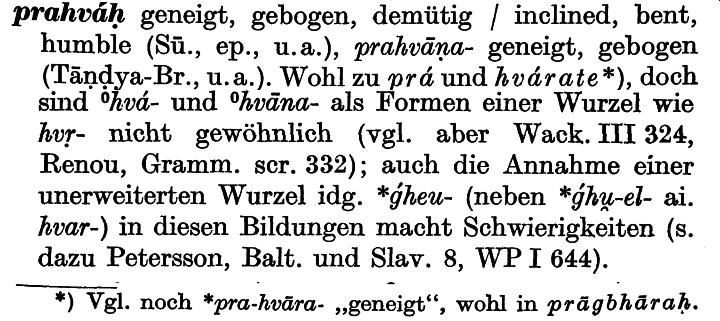 prahváḥ geneigt, gebogen, demütig / inclined, bent,
humble (Sū., ep., u.a.), prahvāṇa- geneigt, gebogen
(Tāṇḍya-Br., u.a.). Wohl zu prá und hvárate*), doch
sind ⁰hvá- und ⁰hvāna- als Formen einer Wurzel wie
hvṛ- nicht gewöhnlich (vgl. aber Wack. III 324,
Renou, Gramm. scr. 332); auch die Annahme einer
unerweiterten Wurzel idg. *ǵheu- (neben *ǵhu̯-el- ai.
hvar-) in diesen Bildungen macht Schwierigkeiten (s.
dazu Petersson, Balt. und Slav. 8, WP I 644).
*) Vgl. noch *pra-hvāra- „geneigt“, wohl in prāgbhāraḥ.